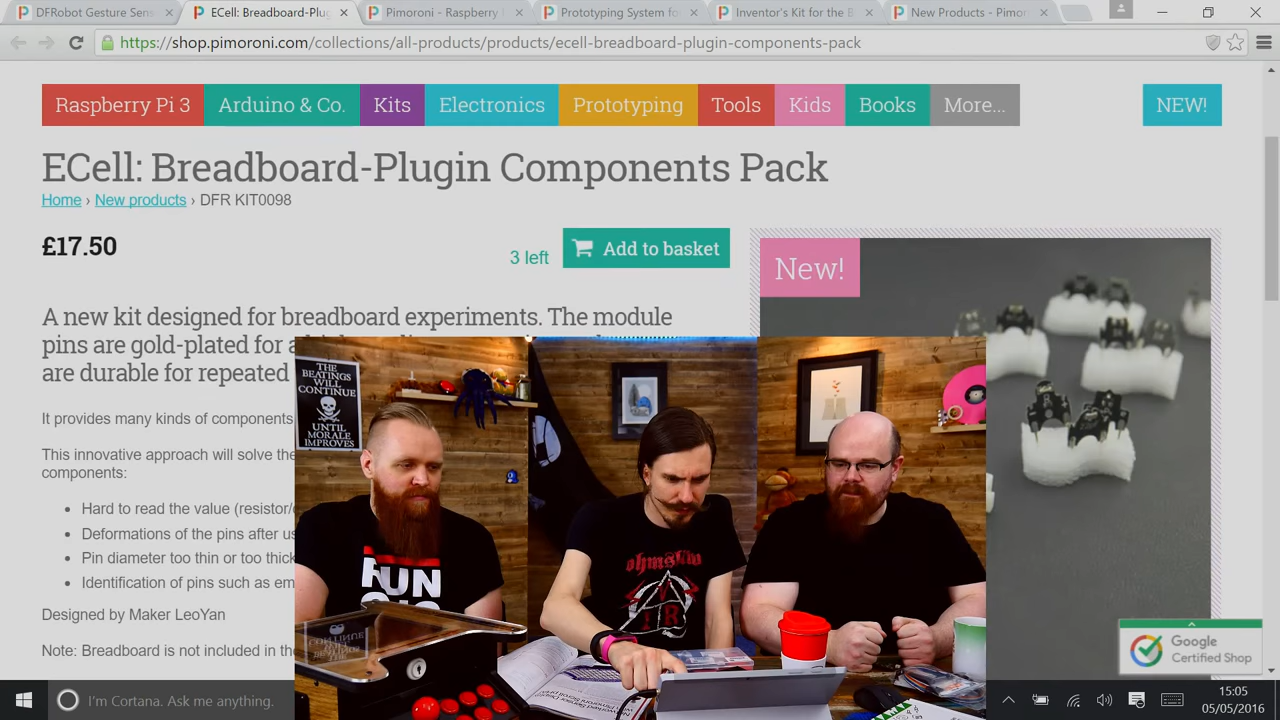 DFRobot Gesture Sens
ECell: Breadboard-Plug
Pimoroni - Raspberry
Prototyping System fo
Inventor's Kit for the B
New Products - Pimor
https://shop.pimoroni.com/collections/all-products/products/ecell-breadboard-plugin-components-pack
Raspberry Pi 3
Arduino & Co.
Kits
Electronics
Prototyping
Tools
Kids
Books
More...
NEW!
ECell: Breadboard-Plugin Components Pack
Home › New products › DFR KIT0098
£17.50
3 left
Add to basket
New!
A new kit designed for breadboard experiments. The module
pins are gold-plated for a
are durable for repeated
It provides many kinds of components
This innovative approach will solve the
components:
Hard to read the value (resistor/
Deformations of the pins after us
Pin diameter too thin or too thick
Identification of pins such as em
Designed by Maker LeoYan
Note: Breadboard is not included in the
THE
BEATINGS
WILL
CONTINUE
UNTIL
MORALE
IMPROVES
RUN
Google
Certified Shop
I'm Cortana. Ask me anything.
15:05
05/05/2016